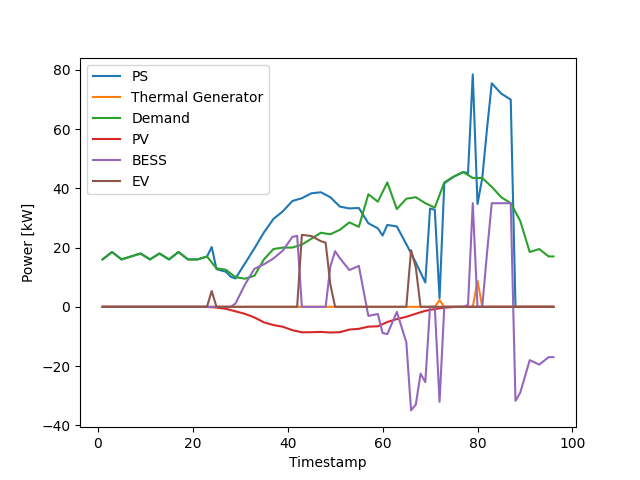 80
60
40
20
0
−20
−40
Power [kW]
PS
Thermal Generator
Demand
PV
BESS
EV
0
20
40
60
80
100
Timestamp